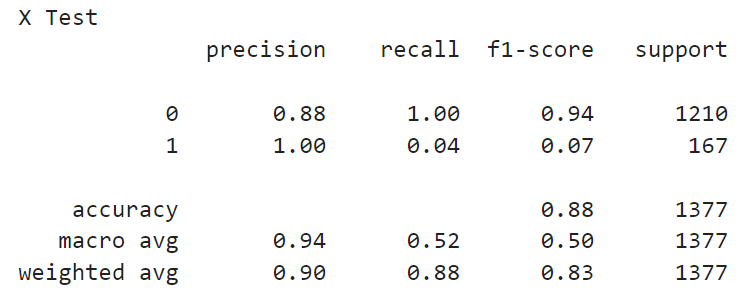 X Test
precision recall f1-score support
0 0.88 1.00 0.94 1210
1 1.00 0.04 0.07 167
accuracy 0.88 1377
macro avg 0.94 0.52 0.50 1377
weighted avg 0.90 0.88 0.83 1377